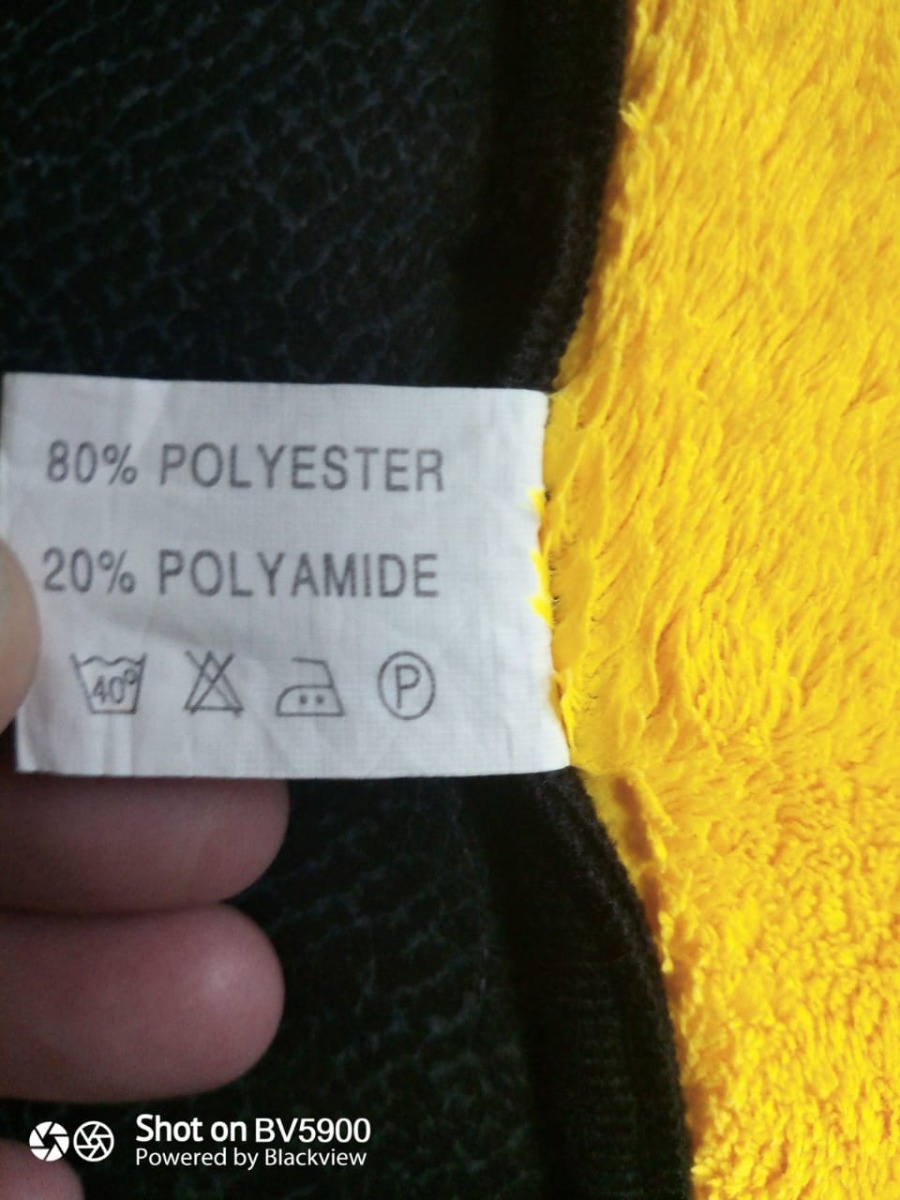 80% POLYESTER
20% POLYAMIDE
40°
P
Shot on BV5900
Powered by Blackview